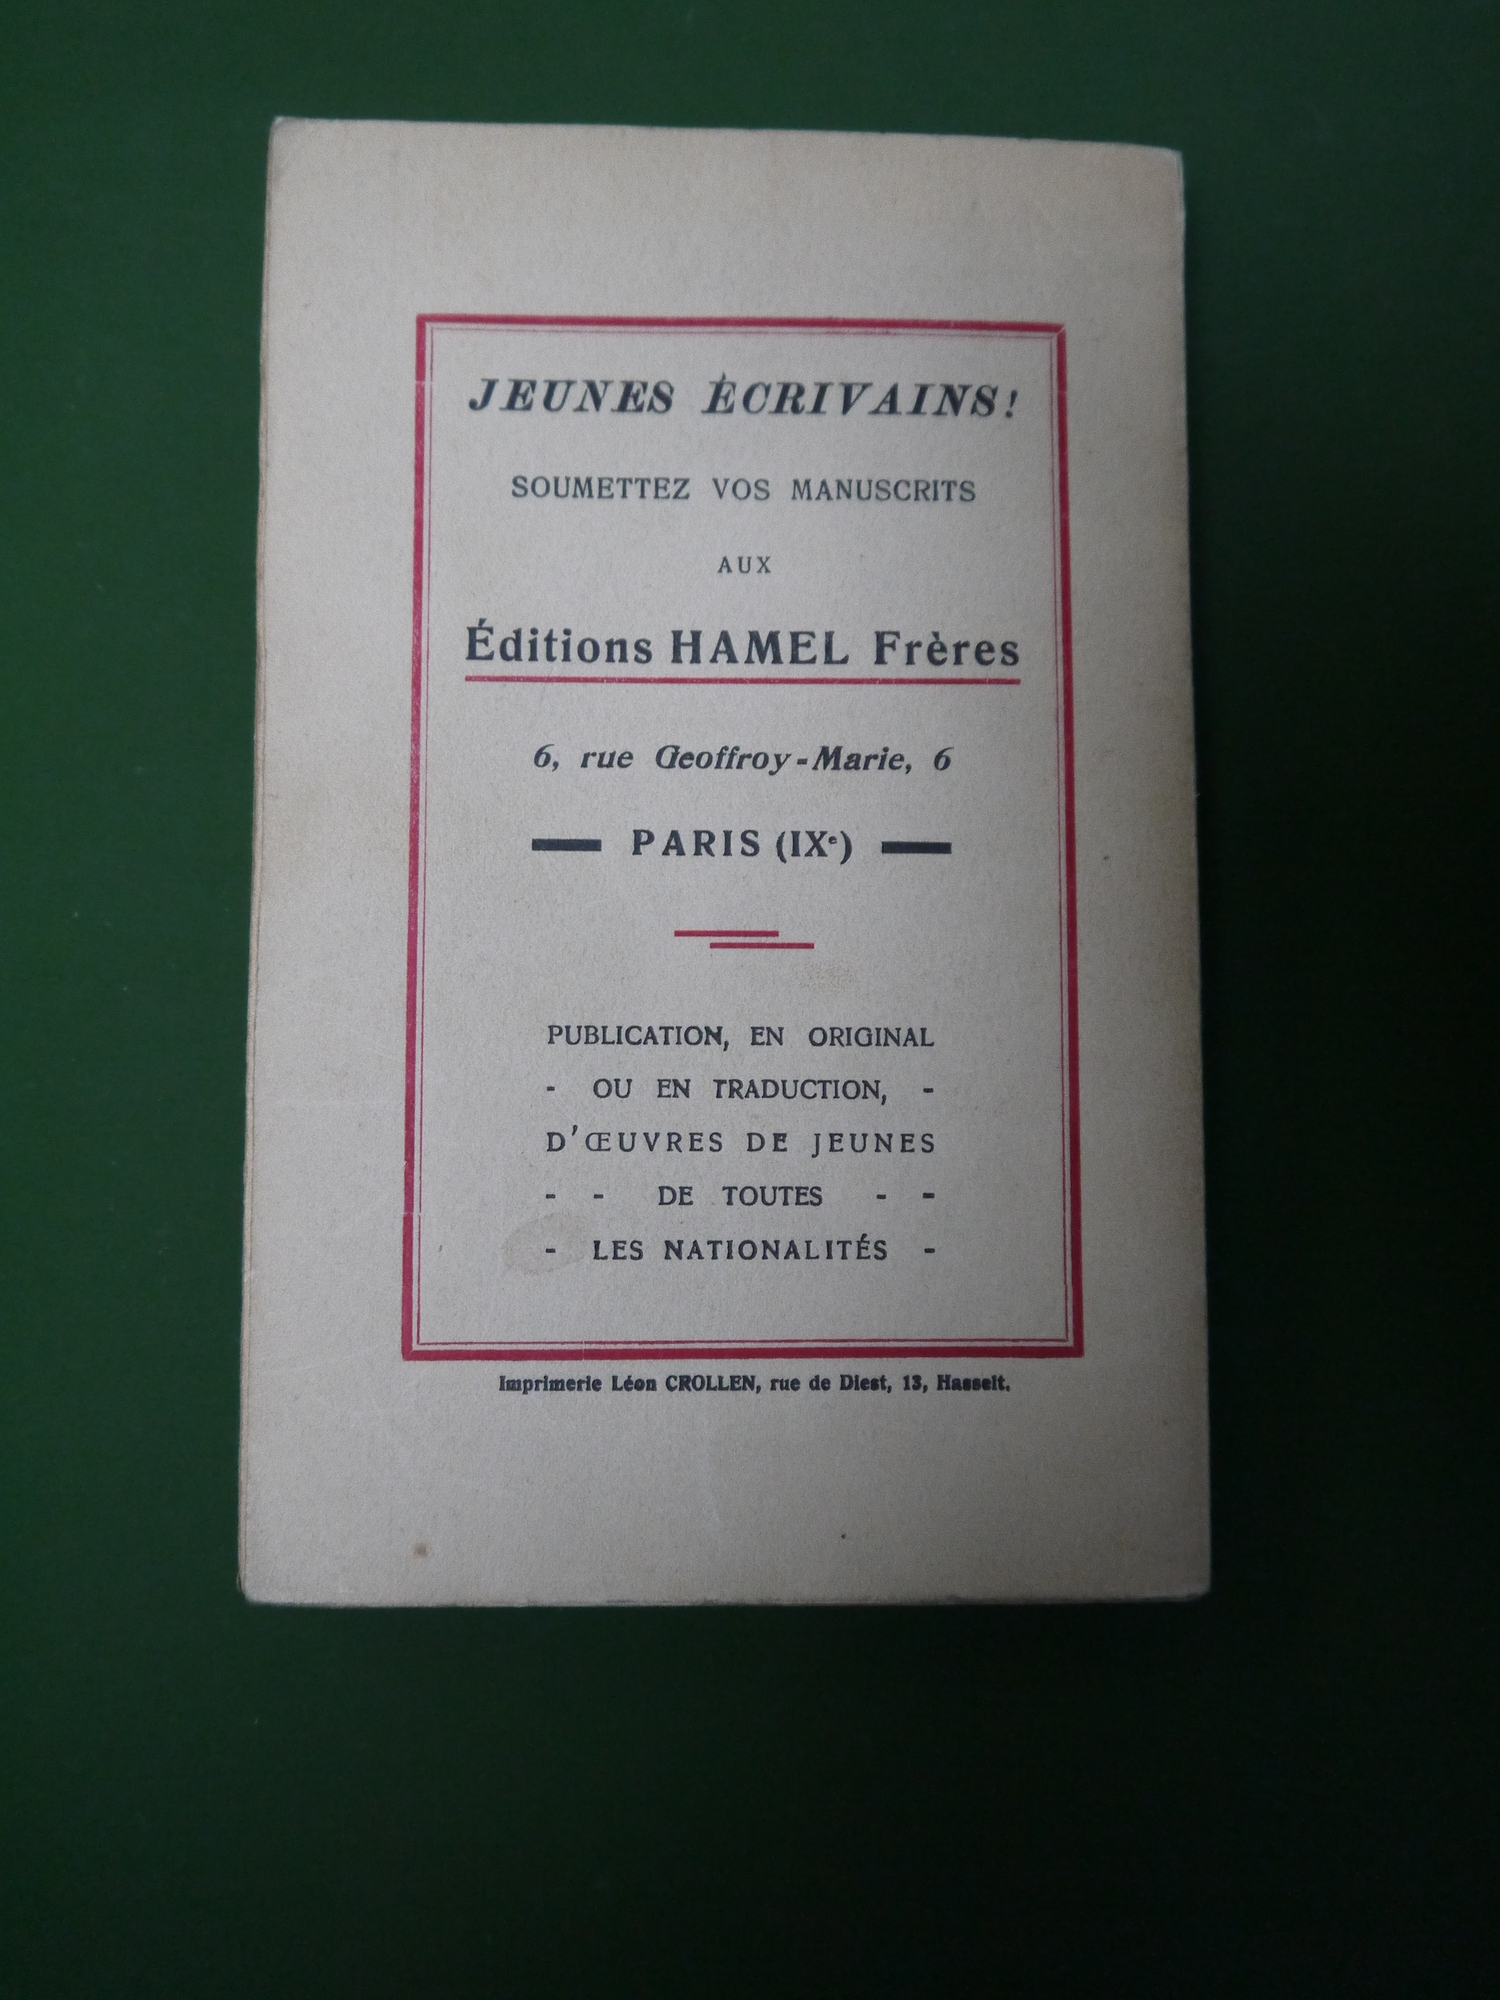 JEUNES ÉCRIVAINS!
SOUMETTEZ VOS MANUSCRITS
AUX
Éditions HAMEL Frères
6, rue Geoffroy-Marie, 6
PARIS (IXᵉ)
PUBLICATION, EN ORIGINAL
- OU EN TRADUCTION, -
D'ŒUVRES DE JEUNES
- - DE TOUTES - -
- LES NATIONALITÉS -
Imprimerie Léon CROLLEN, rue de Diest, 13, Hasselt.